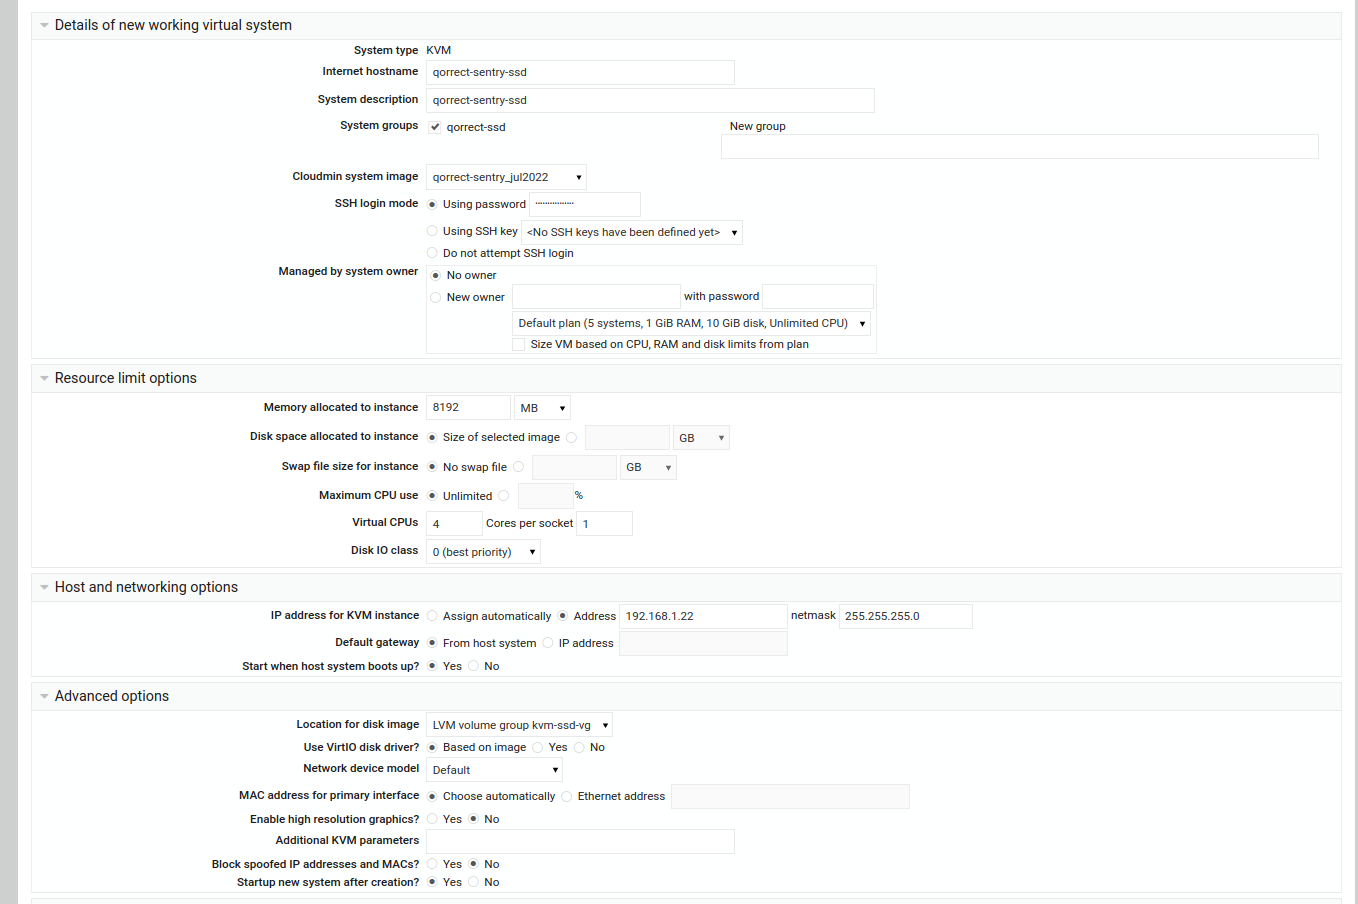 Details of new working virtual system
System type KVM
Internet hostname qorrect-sentry-ssd
System description qorrect-sentry-ssd
System groups qorrect-ssd New group
Cloudmin system image qorrect-sentry_jul2022
SSH login mode Using password
Using SSH key <No SSH keys have been defined yet>
Do not attempt SSH login
Managed by system owner No owner
New owner with password
Default plan (5 systems, 1 GiB RAM, 10 GiB disk, Unlimited CPU)
Size VM based on CPU, RAM and disk limits from plan
Resource limit options
Memory allocated to instance 8192 MB
Disk space allocated to instance Size of selected image GB
Swap file size for instance No swap file GB
Maximum CPU use Unlimited %
Virtual CPUs 4 Cores per socket 1
Disk IO class 0 (best priority)
Host and networking options
IP address for KVM instance Assign automatically Address 192.168.1.22 netmask 255.255.255.0
Default gateway From host system IP address
Start when host system boots up? Yes No
Advanced options
Location for disk image LVM volume group kvm-ssd-vg
Use VirtIO disk driver? Based on image Yes No
Network device model Default
MAC address for primary interface Choose automatically Ethernet address
Enable high resolution graphics? Yes No
Additional KVM parameters
Block spoofed IP addresses and MACs? Yes No
Startup new system after creation? Yes No